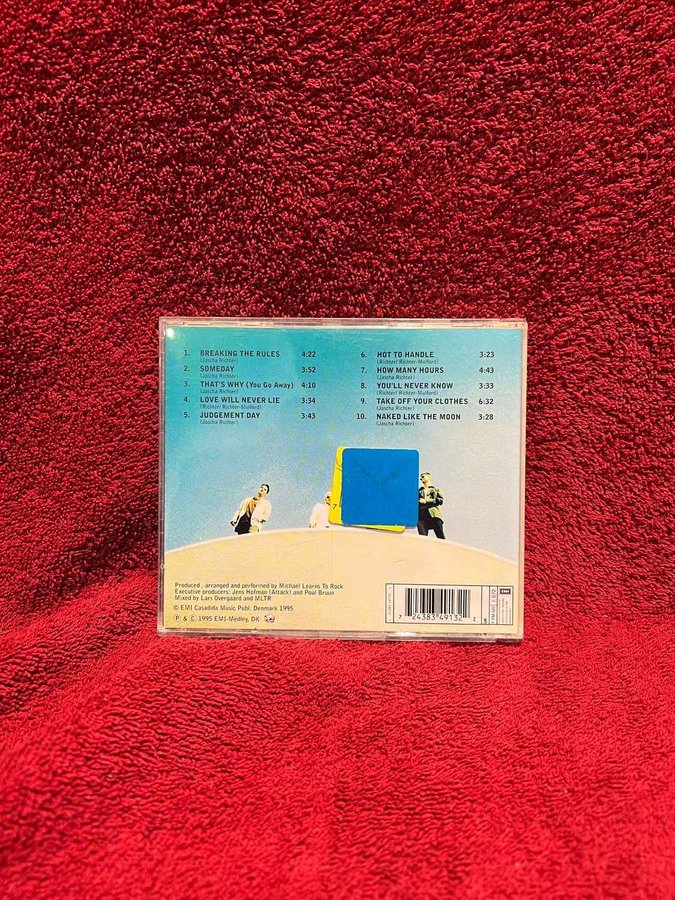 1. BREAKING THE RULES 4:22
(Jascha Richter)
2. SOMEDAY 3:52
(Jascha Richter)
3. THAT'S WHY (You Go Away) 4:10
(Jascha Richter)
4. LOVE WILL NEVER LIE 3:34
(Richter/ Richter-Mulford)
5. JUDGEMENT DAY 3:43
(Jascha Richter)
6. HOT TO HANDLE 3:23
(Richter/ Richter-Mulford)
7. HOW MANY HOURS 4:43
(Jascha Richter)
8. YOU'LL NEVER KNOW 3:33
(Richter/ Richter-Mulford)
9. TAKE OFF YOUR CLOTHES 6:32
(Jascha Richter)
10. NAKED LIKE THE MOON 3:28
(Jascha Richter)
7
Produced , arranged and performed by Michael Learns To Rock
Executive producers: Jens Hofman (Attack) and Poul Bruun
Mixed by Lars Overgaard and MLTR
© EMI Casadida Music Publ. Denmark 1995
Ⓟ & © 1995 EMI-Medley, DK
7 24383 49132 2
EMI